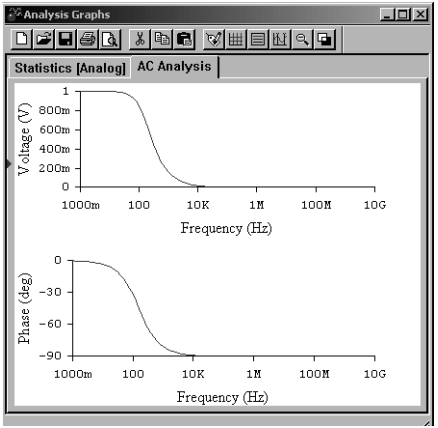 Analysis Graphs
Statistics [Analog] AC Analysis
Voltage (V)
1
800m
600m
400m
200m
0
1000m 100 10K 1M 100M 10G
Frequency (Hz)
Phase (deg)
0
-30
-60
-90
1000m 100 10K 1M 100M 10G
Frequency (Hz)